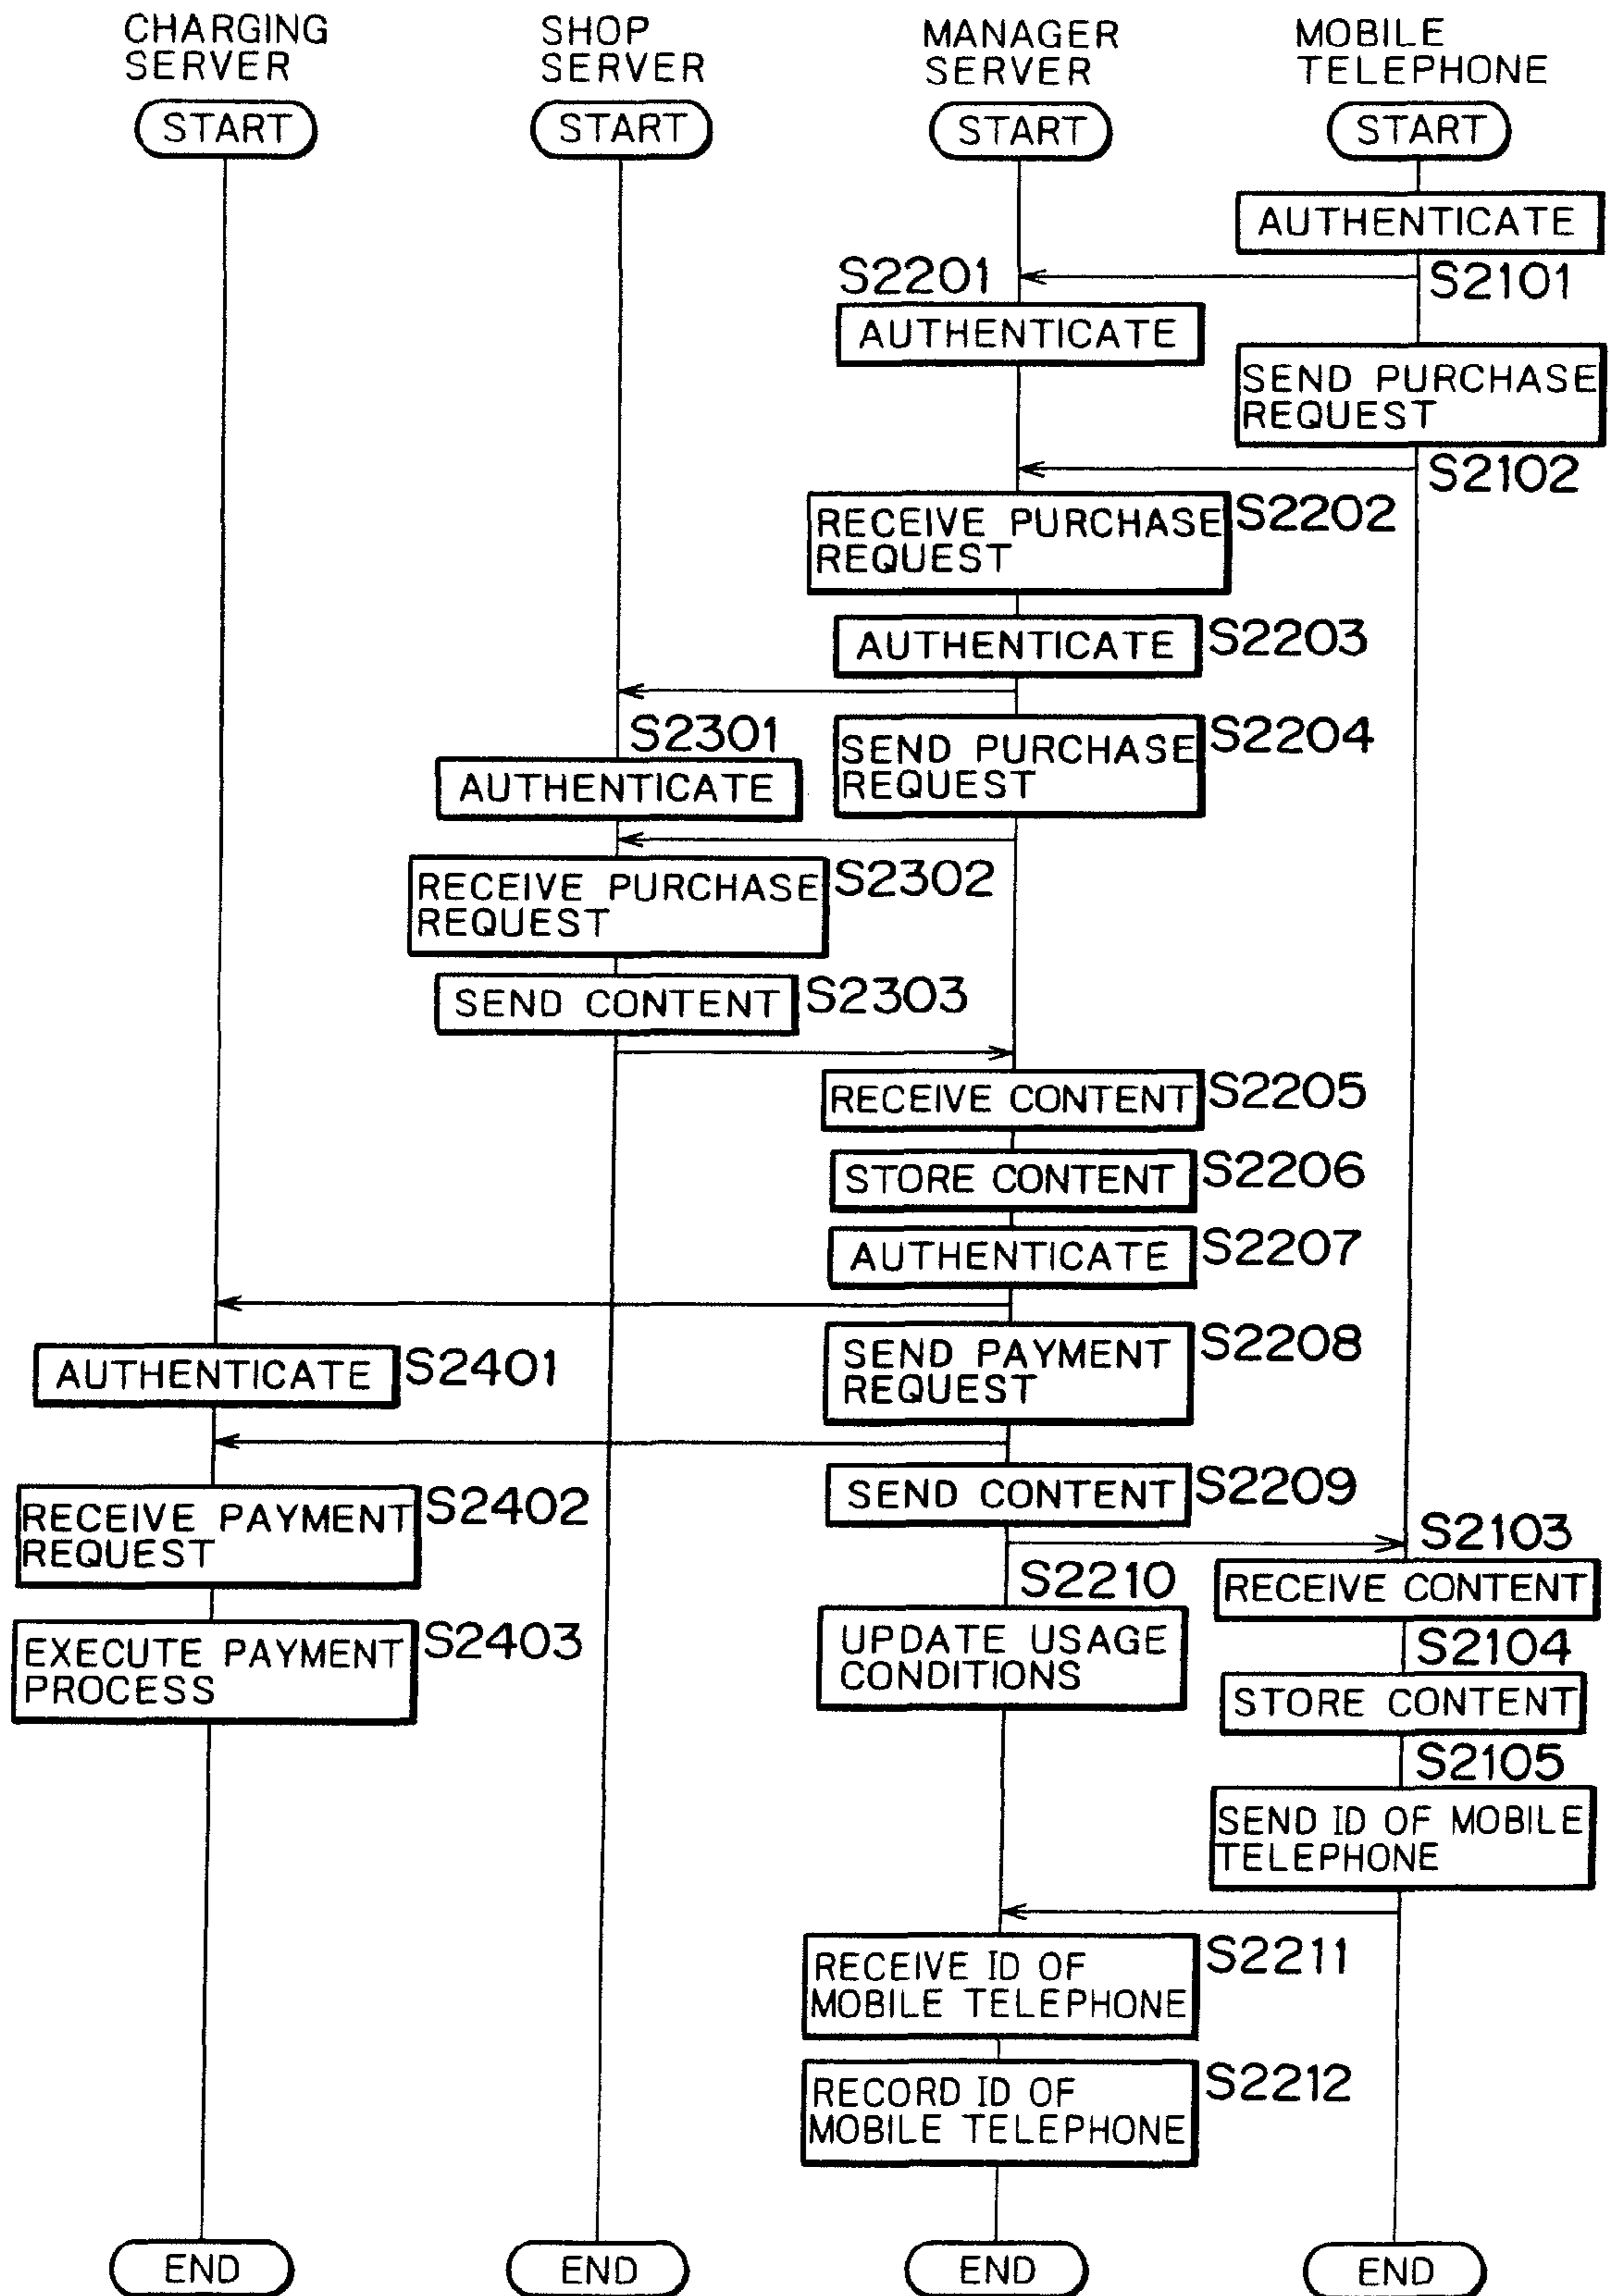 CHARGING
SERVER
SHOP
SERVER
MANAGER
SERVER
MOBILE
TELEPHONE
START
START
START
START
AUTHENTICATE
S2101
S2201
AUTHENTICATE
SEND PURCHASE
REQUEST
S2102
RECEIVE PURCHASE
REQUEST
S2202
AUTHENTICATE
S2203
S2301
AUTHENTICATE
SEND PURCHASE
REQUEST
S2204
RECEIVE PURCHASE
REQUEST
S2302
SEND CONTENT
S2303
RECEIVE CONTENT
S2205
STORE CONTENT
S2206
AUTHENTICATE
S2207
AUTHENTICATE
S2401
SEND PAYMENT
REQUEST
S2208
RECEIVE PAYMENT
REQUEST
S2402
SEND CONTENT
S2209
S2103
RECEIVE CONTENT
S2210
UPDATE USAGE
CONDITIONS
EXECUTE PAYMENT
PROCESS
S2403
S2104
STORE CONTENT
S2105
SEND ID OF MOBILE
TELEPHONE
RECEIVE ID OF
MOBILE TELEPHONE
S2211
RECORD ID OF
MOBILE TELEPHONE
S2212
END
END
END
END